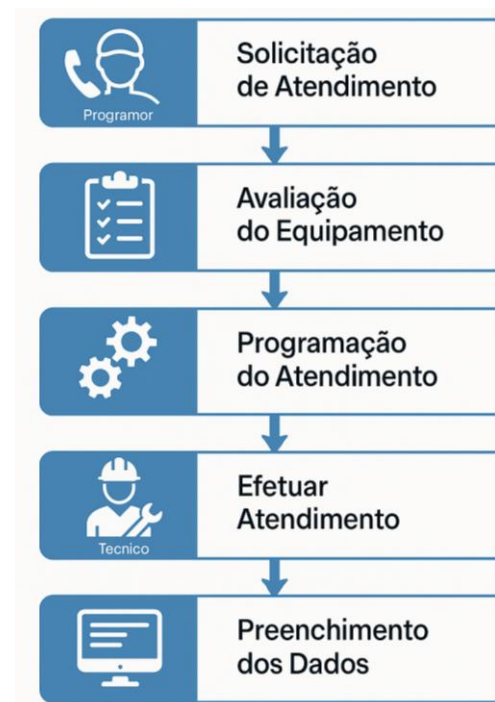 Solicitação
de Atendimento
Programor
Avaliação
do Equipamento
Programação
do Atendimento
Efetuar
Atendimento
Tecnico
Preenchimento
dos Dados